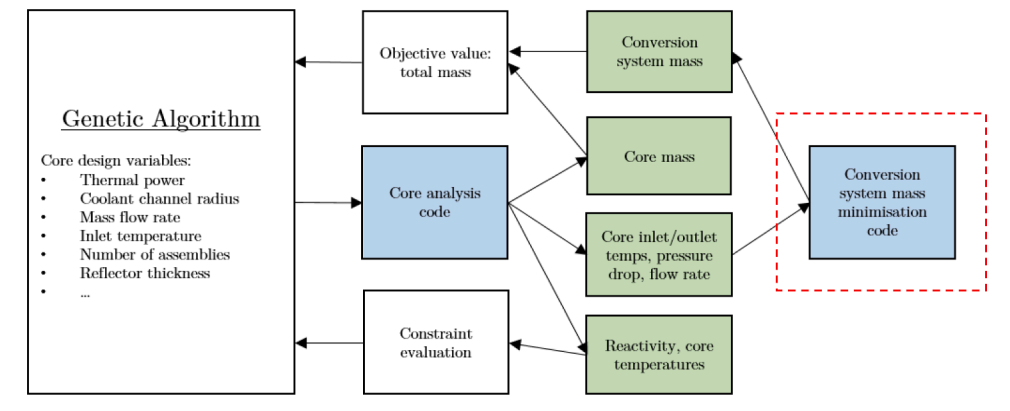 Genetic Algorithm
Core design variables:
• Thermal power
• Coolant channel radius
• Mass flow rate
• Inlet temperature
• Number of assemblies
• Reflector thickness
• ...
Objective value:
total mass
Core analysis
code
Constraint
evaluation
Conversion
system mass
Core mass
Core inlet/outlet
temps, pressure
drop, flow rate
Reactivity, core
temperatures
Conversion
system mass
minimisation
code